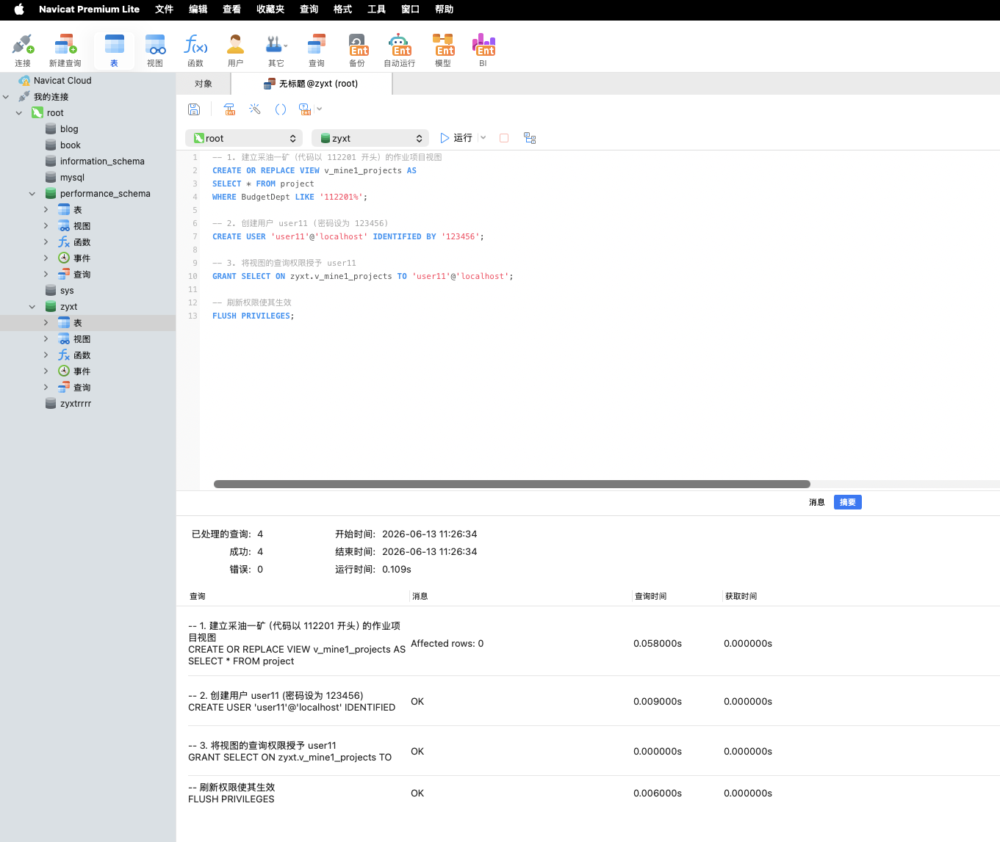 Navicat Premium Lite 文件 编辑 查看 收藏夹 查询 格式 工具 窗口 帮助
Ent Ent Ent Ent
连接 新建查询 表 视图 函数 用户 其它 查询 备份 自动运行 模型 BI
Navicat Cloud
我的连接
root
blog
book
information_schema
mysql
performance_schema
表
视图
函数
事件
查询
sys
zyxt
表
视图
函数
事件
查询
zyxtrrrr
对象 无标题@zyxt (root)
Ent Ent
root zyxt 运行
1 -- 1. 建立采油一矿 (代码以 112201 开头) 的作业项目视图
2 CREATE OR REPLACE VIEW v_mine1_projects AS
3 SELECT * FROM project
4 WHERE BudgetDept LIKE '112201%';
5
6 -- 2. 创建用户 user11 (密码设为 123456)
7 CREATE USER 'user11'@'localhost' IDENTIFIED BY '123456';
8
9 -- 3. 将视图的查询权限授予 user11
10 GRANT SELECT ON zyxt.v_mine1_projects TO 'user11'@'localhost';
11
12 -- 刷新权限使其生效
13 FLUSH PRIVILEGES;
消息 摘要
已处理的查询: 4 开始时间: 2026-06-13 11:26:34
成功: 4 结束时间: 2026-06-13 11:26:34
错误: 0 运行时间: 0.109s
查询 消息 查询时间 获取时间
-- 1. 建立采油一矿 (代码以 112201 开头) 的作业项
目视图
CREATE OR REPLACE VIEW v_mine1_projects AS
SELECT * FROM project
Affected rows: 0 0.058000s 0.000000s
-- 2. 创建用户 user11 (密码设为 123456)
CREATE USER 'user11'@'localhost' IDENTIFIED
OK 0.009000s 0.000000s
-- 3. 将视图的查询权限授予 user11
GRANT SELECT ON zyxt.v_mine1_projects TO
OK 0.000000s 0.000000s
-- 刷新权限使其生效
FLUSH PRIVILEGES
OK 0.006000s 0.000000s